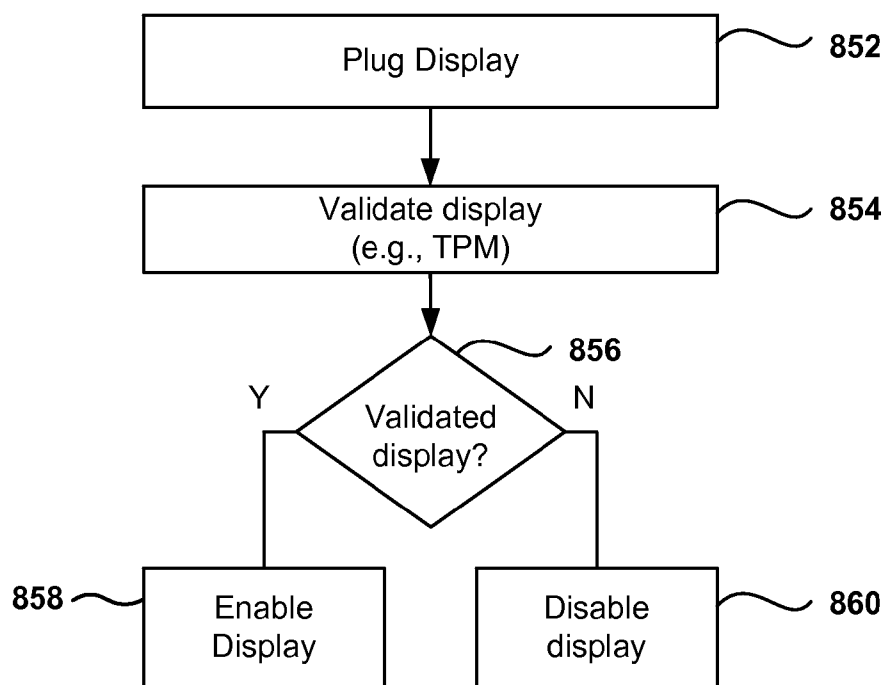 Plug Display
852
Validate display
(e.g., TPM)
854
856
Y
N
Validated
display?
858
Enable
Display
Disable
display
860